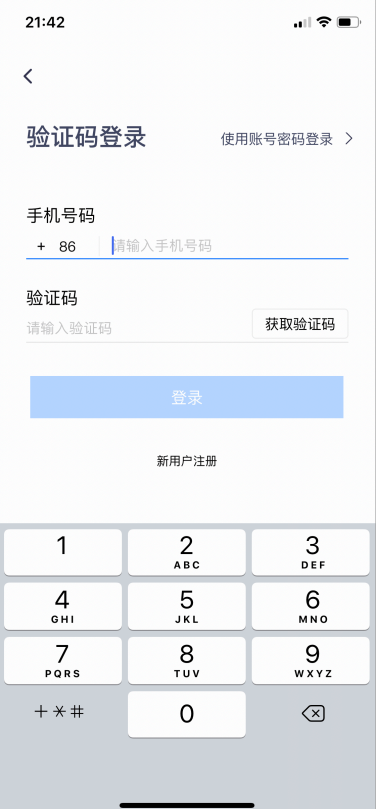 21:42
验证码登录
使用账号密码登录
手机号码
+ 86
请输入手机号码
验证码
请输入验证码
获取验证码
登录
新用户注册
1
2
ABC
3
DEF
4
GHI
5
JKL
6
MNO
7
PQRS
8
TUV
9
WXYZ
+*#
0